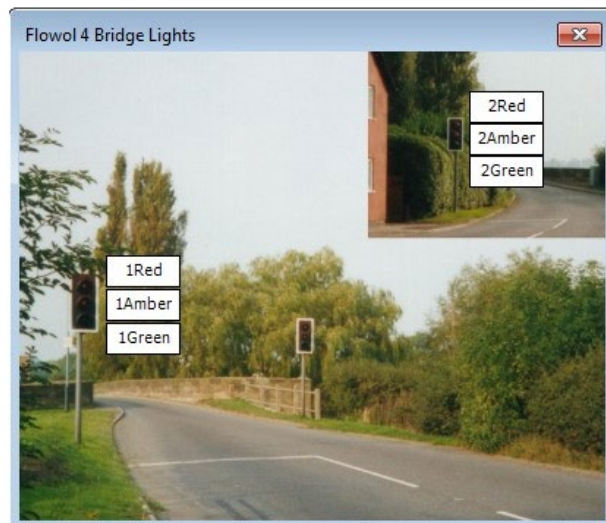 Flowol 4 Bridge Lights
2Red
2Amber
2Green
1Red
1Amber
1Green